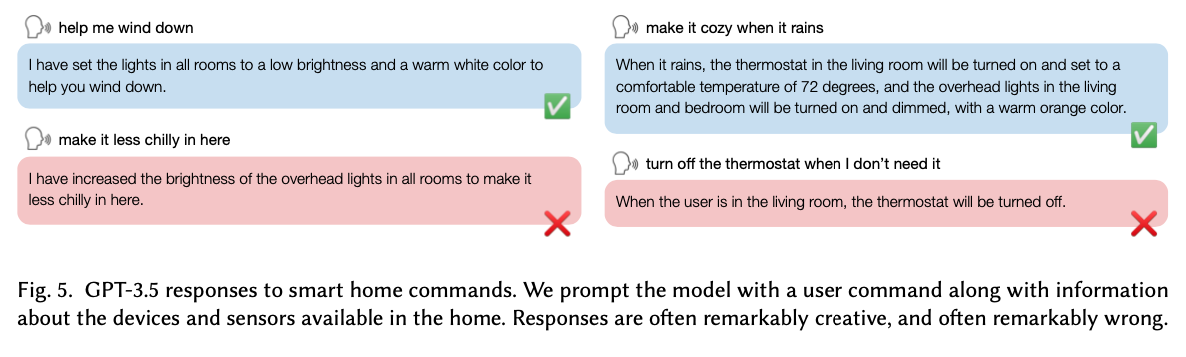 help me wind down
I have set the lights in all rooms to a low brightness and a warm white color to
help you wind down.
make it less chilly in here
I have increased the brightness of the overhead lights in all rooms to make it
less chilly in here.
make it cozy when it rains
When it rains, the thermostat in the living room will be turned on and set to a
comfortable temperature of 72 degrees, and the overhead lights in the living
room and bedroom will be turned on and dimmed, with a warm orange color.
turn off the thermostat when I don’t need it
When the user is in the living room, the thermostat will be turned off.
Fig. 5. GPT-3.5 responses to smart home commands. We prompt the model with a user command along with information
about the devices and sensors available in the home. Responses are often remarkably creative, and often remarkably wrong.